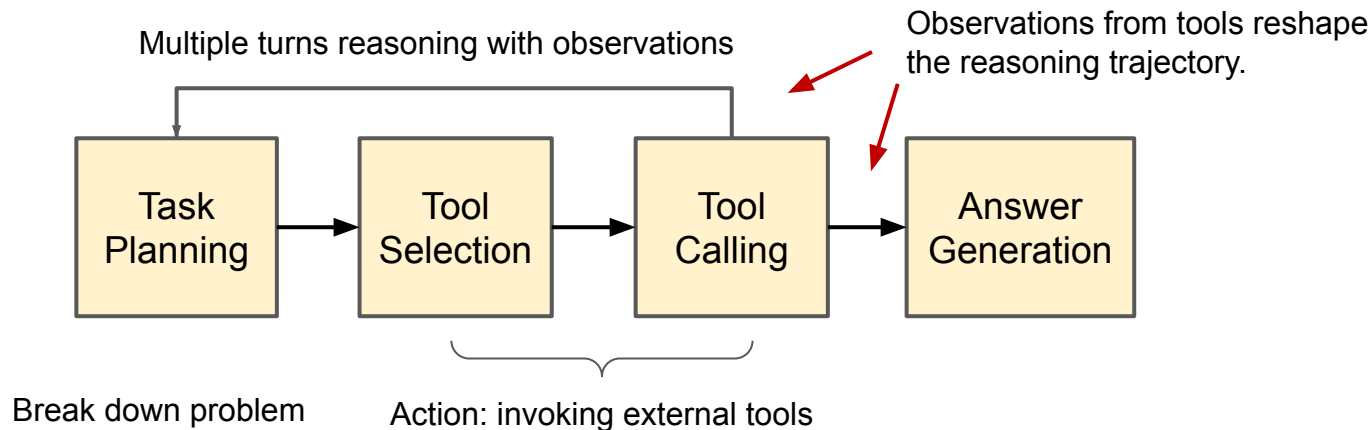 Multiple turns reasoning with observations
Observations from tools reshape
the reasoning trajectory.
Task
Planning
Tool
Selection
Tool
Calling
Answer
Generation
Break down problem
Action: invoking external tools